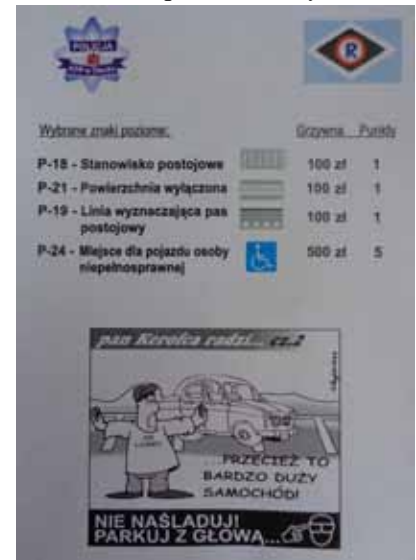 POLICJA
R
Wybrane znaki poziome: Grzywna Punkty
P-18 - Stanowisko postojowe 100 zł 1
P-21 - Powierzchnia wyłączona 100 zł 1
P-19 - Linia wyznaczająca pas postojowy 100 zł 1
P-24 - Miejsce dla pojazdu osoby niepełnosprawnej 500 zł 5
pan Kerofca radzi... cz.2
...PRZECIEŻ TO
BARDZO DUŻY
SAMOCHÓD!
NIE NAŚLADUJ!
PARKUJ Z GŁOWĄ...